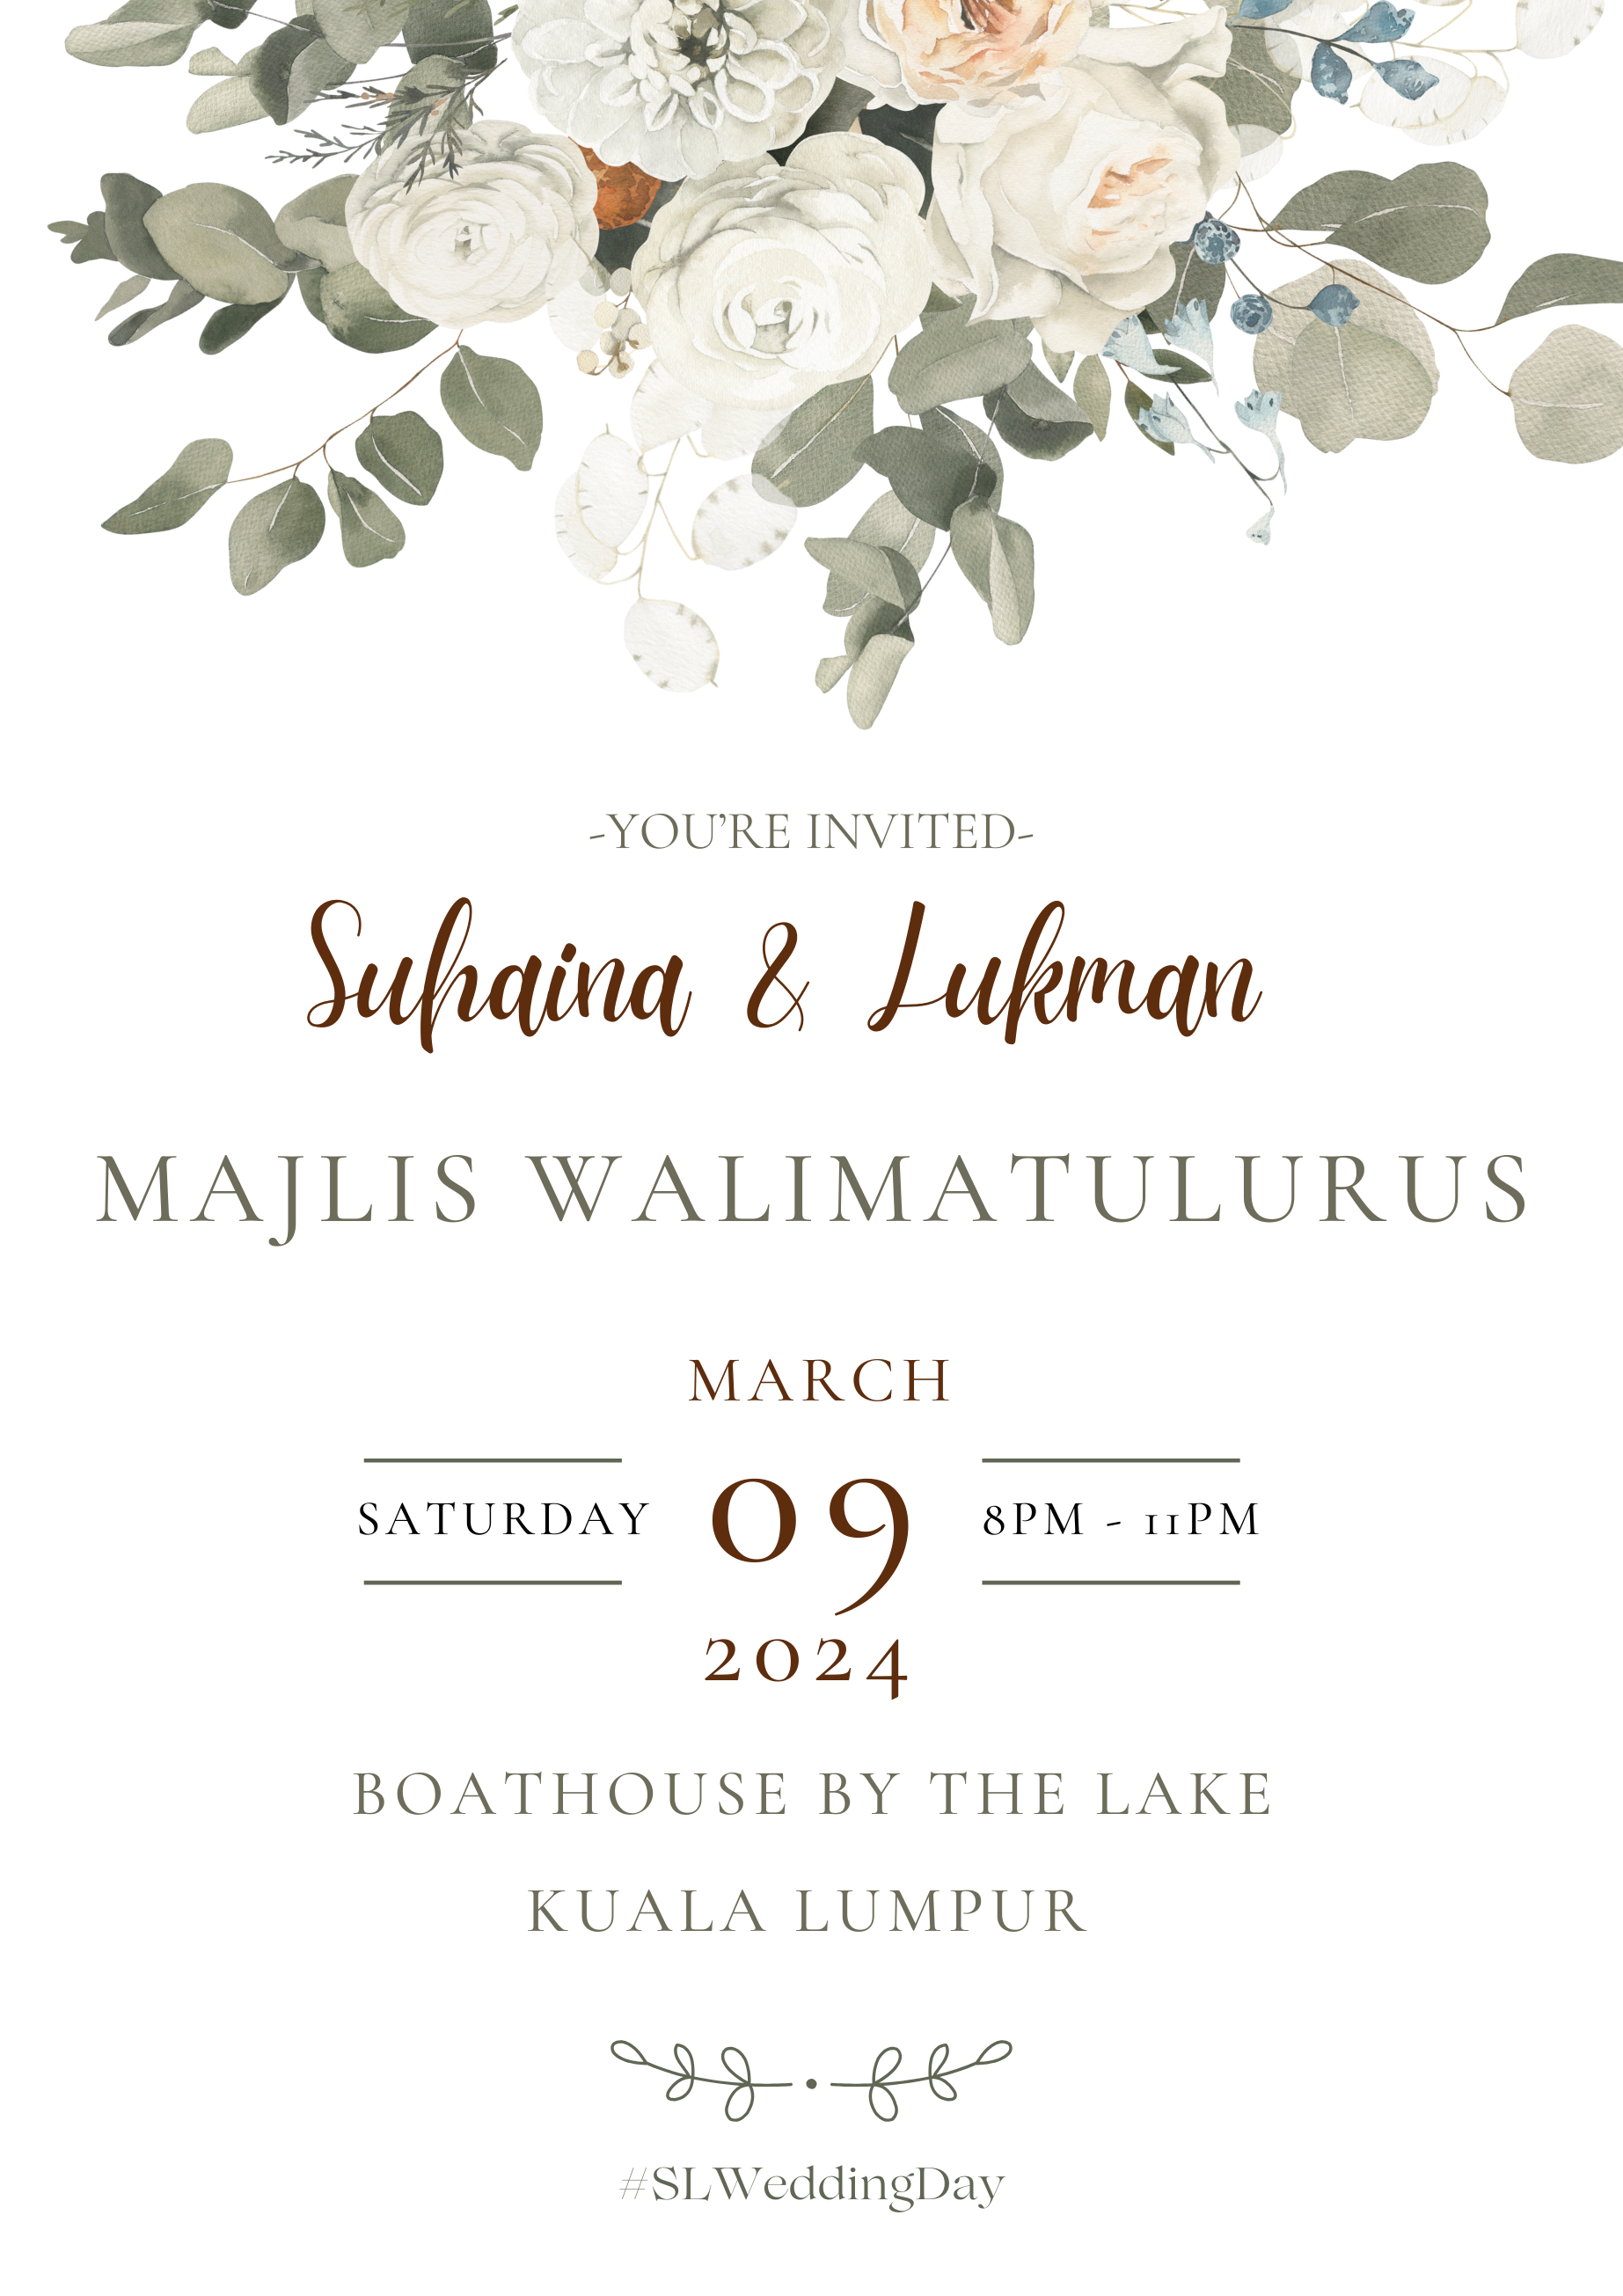 -YOU'RE INVITED-
Suhaina & Lukman
MAJLIS WALIMATULURUS
MARCH
SATURDAY 09 8PM - 11PM
2024
BOATHOUSE BY THE LAKE
KUALA LUMPUR
#SLWeddingDay